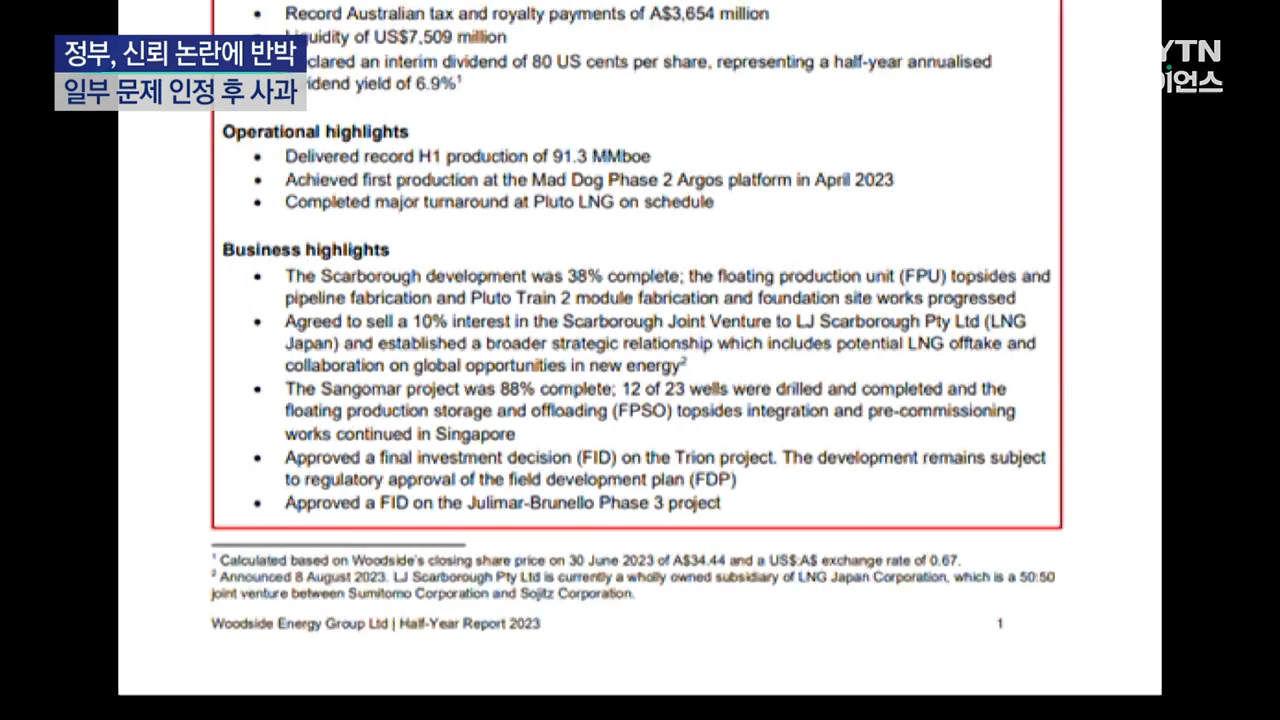 정부, 신뢰 논란에 반박
일부 문제 인정 후 사과
YTN
이언스
• Record Australian tax and royalty payments of A$3,654 million
uidity of US$7,509 million
clared an interim dividend of 80 US cents per share, representing a half-year annualised
idend yield of 6.9%¹
Operational highlights
• Delivered record H1 production of 91.3 MMboe
• Achieved first production at the Mad Dog Phase 2 Argos platform in April 2023
• Completed major turnaround at Pluto LNG on schedule
Business highlights
• The Scarborough development was 38% complete; the floating production unit (FPU) topsides and
pipeline fabrication and Pluto Train 2 module fabrication and foundation site works progressed
• Agreed to sell a 10% interest in the Scarborough Joint Venture to LJ Scarborough Pty Ltd (LNG
Japan) and established a broader strategic relationship which includes potential LNG offtake and
collaboration on global opportunities in new energy²
• The Sangomar project was 88% complete; 12 of 23 wells were drilled and completed and the
floating production storage and offloading (FPSO) topsides integration and pre-commissioning
works continued in Singapore
• Approved a final investment decision (FID) on the Trion project. The development remains subject
to regulatory approval of the field development plan (FDP)
• Approved a FID on the Julimar-Brunello Phase 3 project
¹ Calculated based on Woodside's closing share price on 30 June 2023 of A$34.44 and a US$:A$ exchange rate of 0.67.
² Announced 8 August 2023. LJ Scarborough Pty Ltd is currently a wholly owned subsidiary of LNG Japan Corporation, which is a 50:50
joint venture between Sumitomo Corporation and Sojitz Corporation.
Woodside Energy Group Ltd | Half-Year Report 2023 1